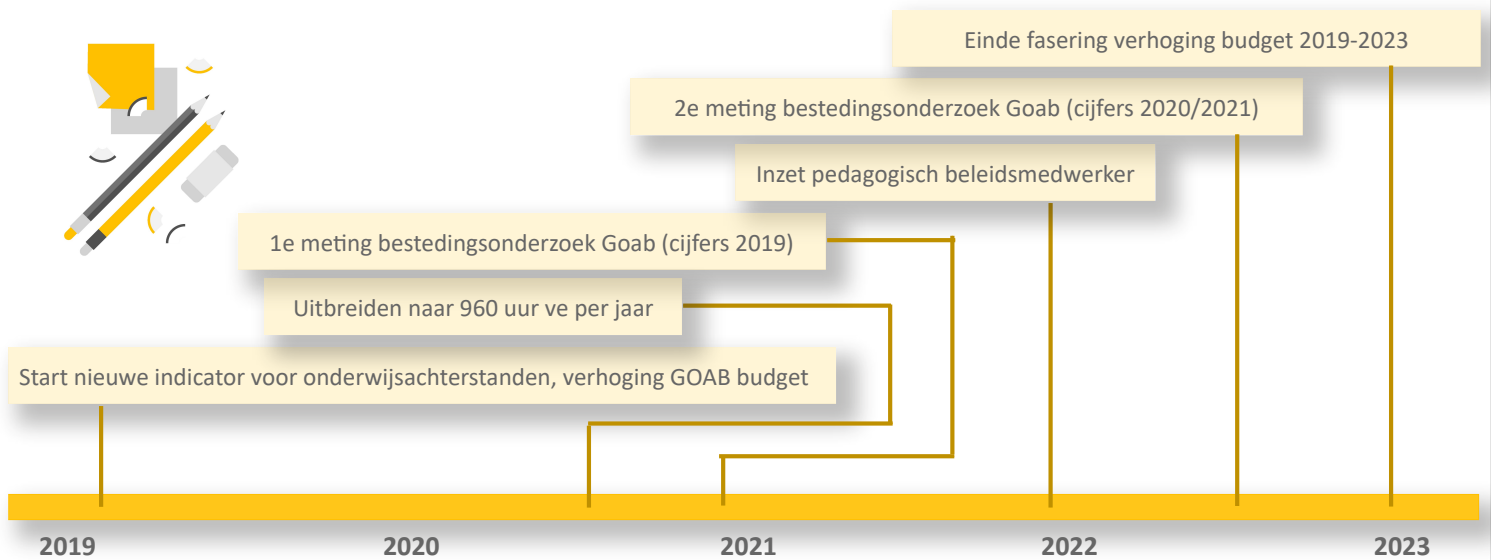 Einde fasering verhoging budget 2019-2023
2e meting bestedingsonderzoek Goab (cijfers 2020/2021)
Inzet pedagogisch beleidsmedwerker
1e meting bestedingsonderzoek Goab (cijfers 2019)
Uitbreiden naar 960 uur ve per jaar
Start nieuwe indicator voor onderwijsachterstanden, verhoging GOAB budget
2019 2020 2021 2022 2023